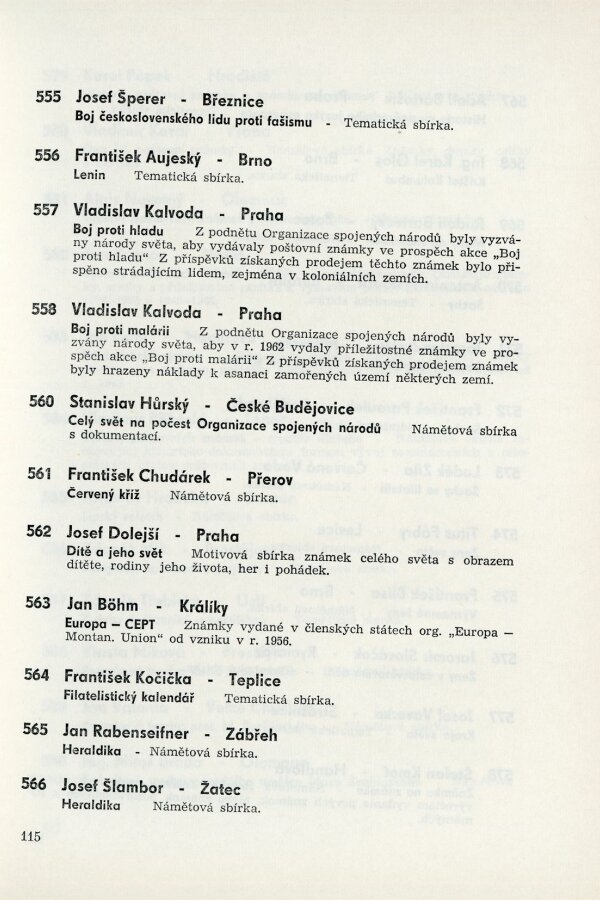 555 Josef Šperer - Březnice
Boj československého lidu proti fašismu - Tematická sbírka.
556 František Aujeský - Brno
Lenin Tematická sbírka.
557 Vladislav Kalvoda - Praha
Boj proti hladu Z podnětu Organizace spojených národů byly vyzvá-
ny národy světa, aby vydávaly poštovní známky ve prospěch akce „Boj
proti hladu“ Z příspěvků získaných prodejem těchto známek bylo při-
spěno strádajícím lidem, zejména v koloniálních zemích.
558 Vladislav Kalvoda - Praha
Boj proti malárii Z podnětu Organizace spojených národů byly vy-
zvány národy světa, aby v r. 1962 vydaly příležitostné známky ve pro-
spěch akce „Boj proti malárii“ Z příspěvků získaných prodejem známek
byly hrazeny náklady k asanaci zamořených území některých zemí.
560 Stanislav Hůrský - České Budějovice
Celý svět na počest Organizace spojených národů Námětová sbírka
s dokumentací.
561 František Chudárek - Přerov
Červený kříž Námětová sbírka.
562 Josef Dolejší - Praha
Dítě a jeho svět Motivová sbírka známek celého světa s obrazem
dítěte, rodiny jeho života, her i pohádek.
563 Jan Böhm - Králíky
Europa – CEPT Známky vydané v členských státech org. „Europa –
Montan. Union“ od vzniku v r. 1956.
564 František Kočička - Teplice
Filatelistický kalendář Tematická sbírka.
565 Jan Rabenseifner - Zábřeh
Heraldika - Námětová sbírka.
566 Josef Šlambor - Žatec
Heraldika Námětová sbírka.
115